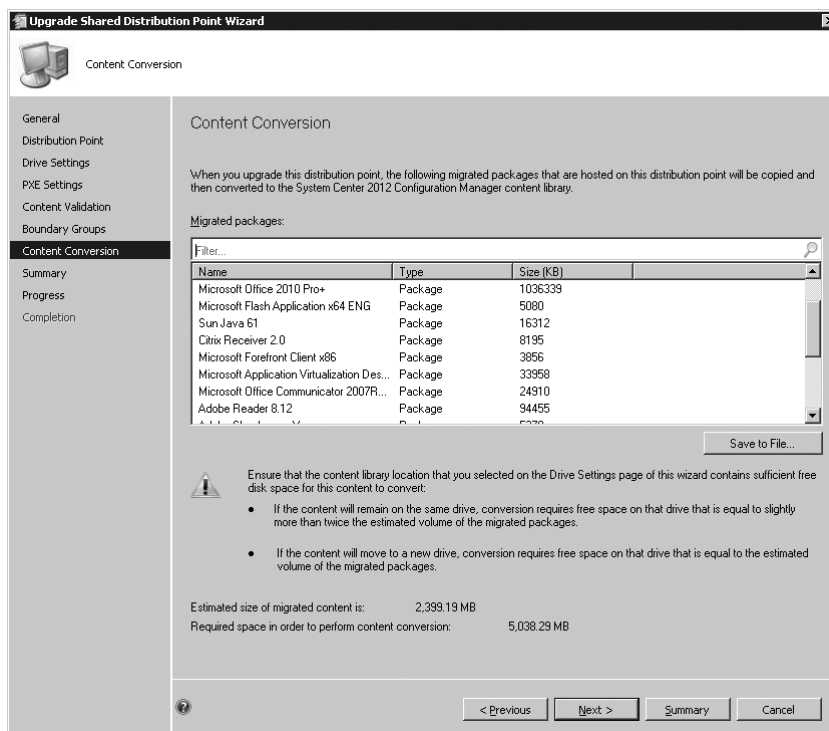 Upgrade Shared Distribution Point Wizard
Content Conversion
General
Distribution Point
Drive Settings
PXE Settings
Content Validation
Boundary Groups
Content Conversion
Summary
Progress
Completion
Content Conversion
When you upgrade this distribution point, the following migrated packages that are hosted on this distribution point will be copied and
then converted to the System Center 2012 Configuration Manager content library.
Migrated packages:
Filter...
Name Type Size (KB)
Microsoft Office 2010 Pro+ Package 1036339
Microsoft Flash Application x64 ENG Package 5080
Sun Java 61 Package 16312
Citrix Receiver 2.0 Package 8195
Microsoft Forefront Client x86 Package 3856
Microsoft Application Virtualization Des... Package 33958
Microsoft Office Communicator 2007R... Package 24910
Adobe Reader 8.12 Package 94455
Save to File...
Ensure that the content library location that you selected on the Drive Settings page of this wizard contains sufficient free
disk space for this content to convert:
• If the content will remain on the same drive, conversion requires free space on that drive that is equal to slightly
more than twice the estimated volume of the migrated packages.
• If the content will move to a new drive, conversion requires free space on that drive that is equal to the estimated
volume of the migrated packages.
Estimated size of migrated content is: 2,399.19 MB
Required space in order to perform content conversion: 5,038.29 MB
< Previous Next > Summary Cancel